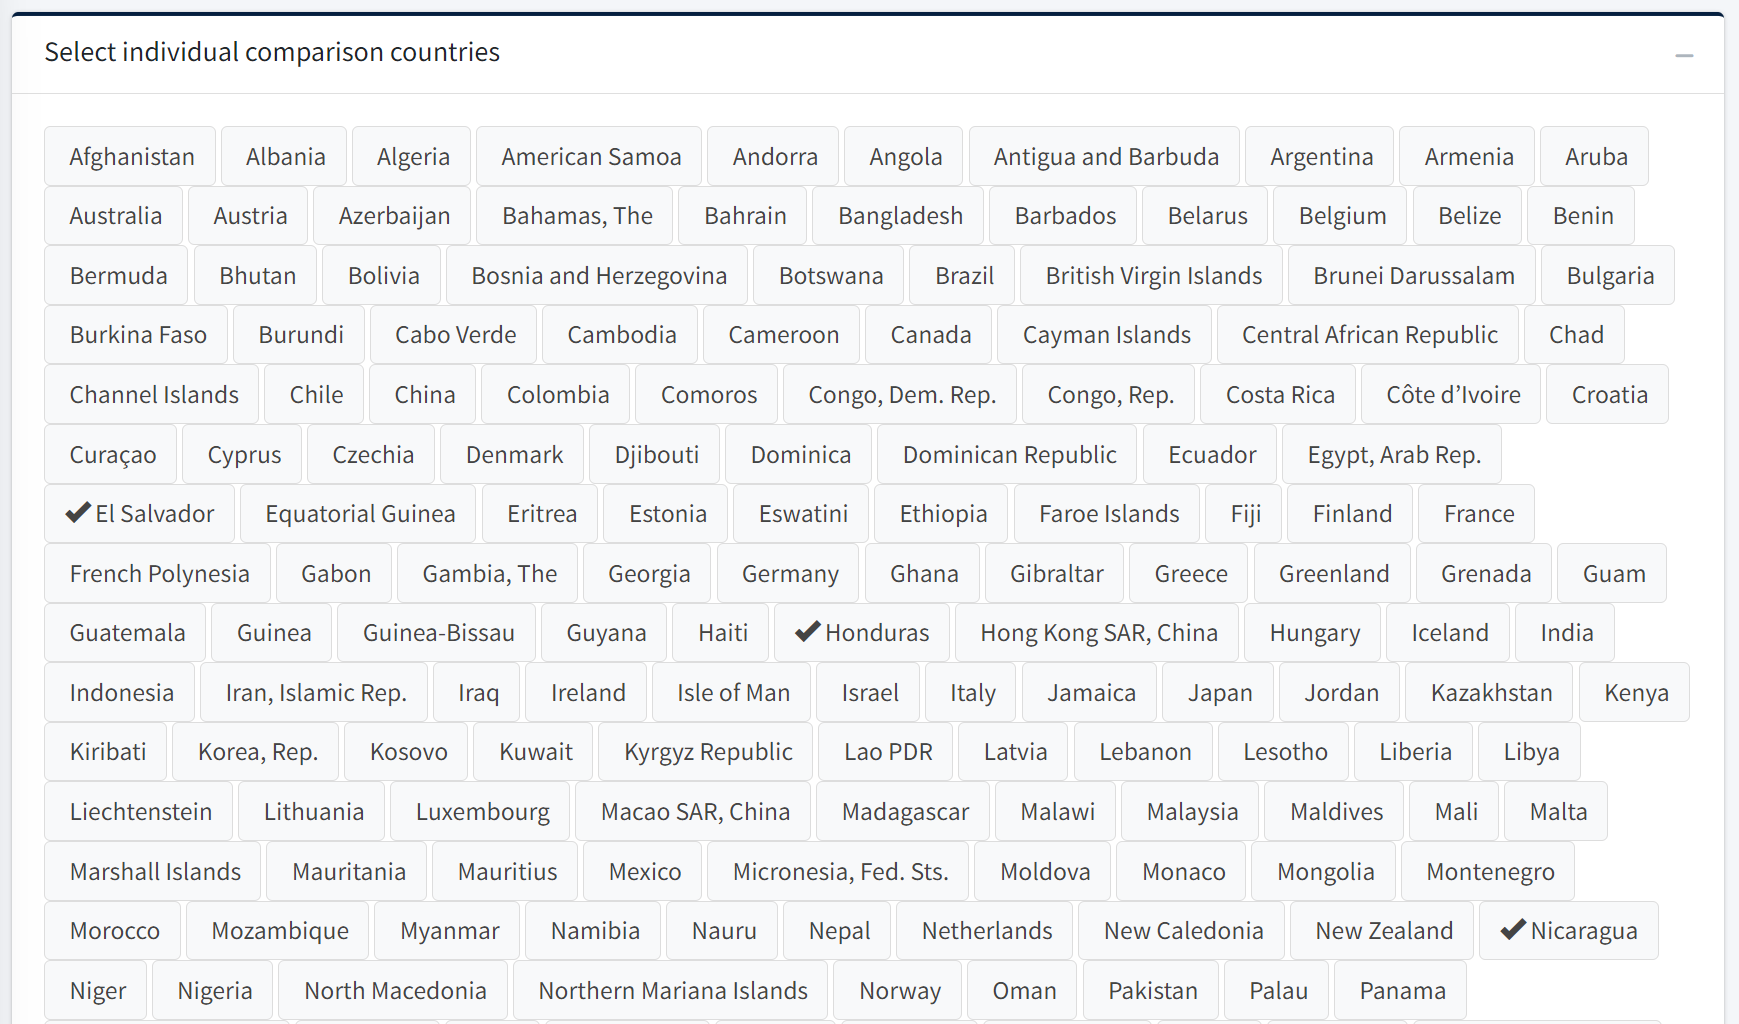 Select individual comparison countries
Afghanistan Albania Algeria American Samoa Andorra Angola Antigua and Barbuda Argentina Armenia Aruba
Australia Austria Azerbaijan Bahamas, The Bahrain Bangladesh Barbados Belarus Belgium Belize Benin
Bermuda Bhutan Bolivia Bosnia and Herzegovina Botswana Brazil British Virgin Islands Brunei Darussalam Bulgaria
Burkina Faso Burundi Cabo Verde Cambodia Cameroon Canada Cayman Islands Central African Republic Chad
Channel Islands Chile China Colombia Comoros Congo, Dem. Rep. Congo, Rep. Costa Rica Côte d’Ivoire Croatia
Curaçao Cyprus Czechia Denmark Djibouti Dominica Dominican Republic Ecuador Egypt, Arab Rep.
✔ El Salvador Equatorial Guinea Eritrea Estonia Eswatini Ethiopia Faroe Islands Fiji Finland France
French Polynesia Gabon Gambia, The Georgia Germany Ghana Gibraltar Greece Greenland Grenada Guam
Guatemala Guinea Guinea-Bissau Guyana Haiti ✔ Honduras Hong Kong SAR, China Hungary Iceland India
Indonesia Iran, Islamic Rep. Iraq Ireland Isle of Man Israel Italy Jamaica Japan Jordan Kazakhstan Kenya
Kiribati Korea, Rep. Kosovo Kuwait Kyrgyz Republic Lao PDR Latvia Lebanon Lesotho Liberia Libya
Liechtenstein Lithuania Luxembourg Macao SAR, China Madagascar Malawi Malaysia Maldives Mali Malta
Marshall Islands Mauritania Mauritius Mexico Micronesia, Fed. Sts. Moldova Monaco Mongolia Montenegro
Morocco Mozambique Myanmar Namibia Nauru Nepal Netherlands New Caledonia New Zealand ✔ Nicaragua
Niger Nigeria North Macedonia Northern Mariana Islands Norway Oman Pakistan Palau Panama